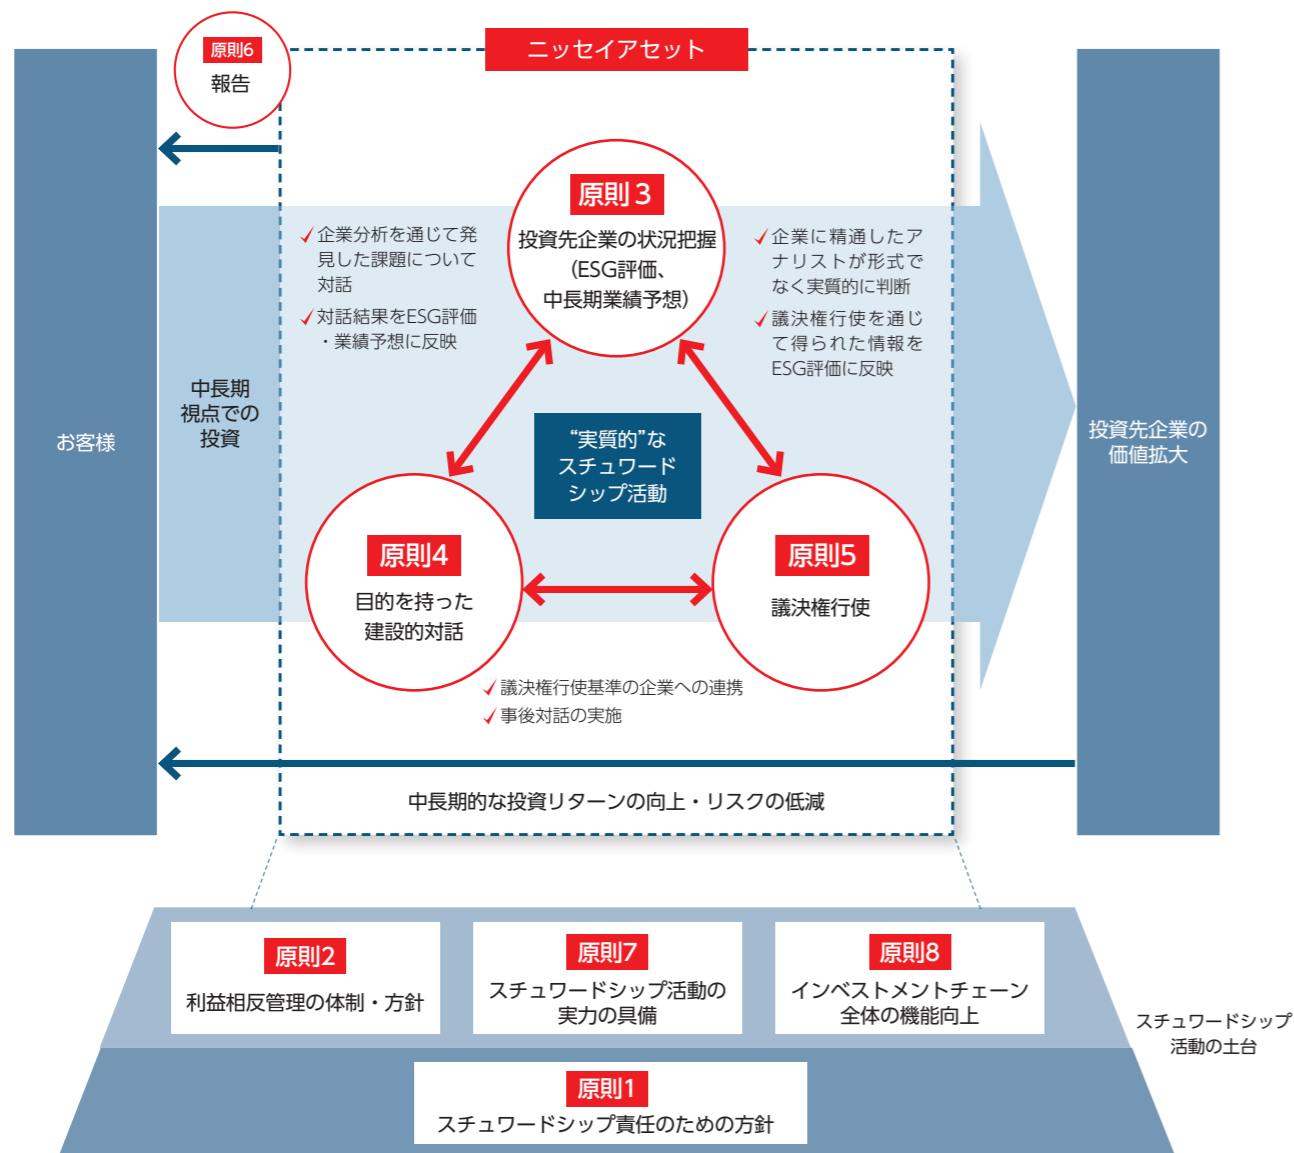 原則6
報告
ニッセイアセット
お客様
中長期
視点での
投資
原則3
投資先企業の状況把握
(ESG評価、
中長期業績予想)
企業分析を通じて発
見した課題について
対話
対話結果をESG評価
・業績予想に反映
企業に精通したア
ナリストが形式で
なく実質的に判断
議決権行使を通じ
て得られた情報を
ESG評価に反映
“実質的”な
スチュワード
シップ活動
原則4
目的を持った
建設的対話
原則5
議決権行使
議決権行使基準の企業への連携
事後対話の実施
投資先企業の
価値拡大
中長期的な投資リターンの向上・リスクの低減
原則2
利益相反管理の体制・方針
原則7
スチュワードシップ活動の
実力の具備
原則8
インベストメントチェーン
全体の機能向上
スチュワードシップ
活動の土台
原則1
スチュワードシップ責任のための方針